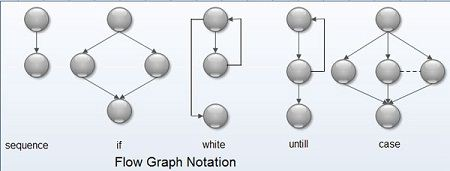 sequence
if
white
untill
case
Flow Graph Notation